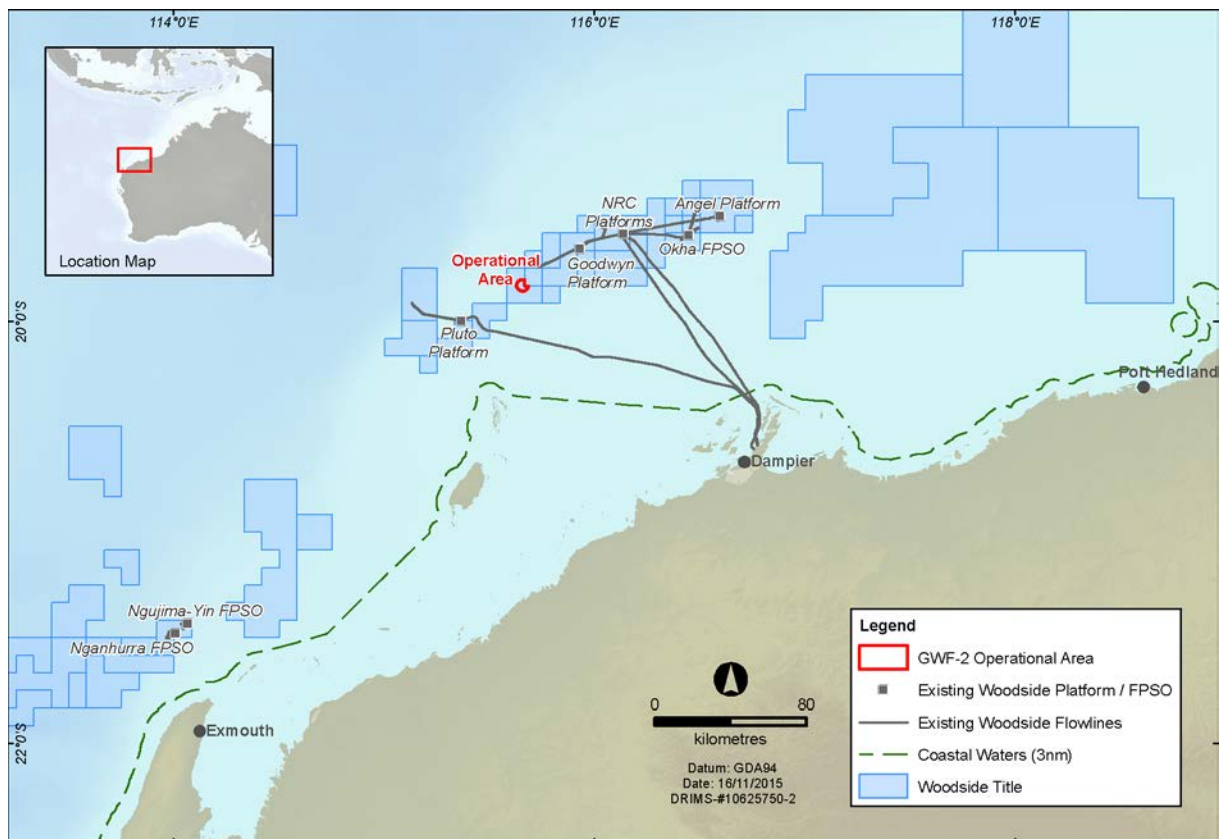 114°0'E
116°0'E
118°0'E
Location Map
NRC
Platforms
Angel Platform
Okha FPSO
Operational
Area
Goodwyn
Platform
20°0'S
Pluto
Platform
Port Hedland
Dampier
Ngujima-Yin FPSO
Nganhurra FPSO
Exmouth
22°0'S
0
80
kilometres
Datum: GDA94
Date: 16/11/2015
DRIMS-#10625750-2
Legend
GWF-2 Operational Area
Existing Woodside Platform / FPSO
Existing Woodside Flowlines
Coastal Waters (3nm)
Woodside Title